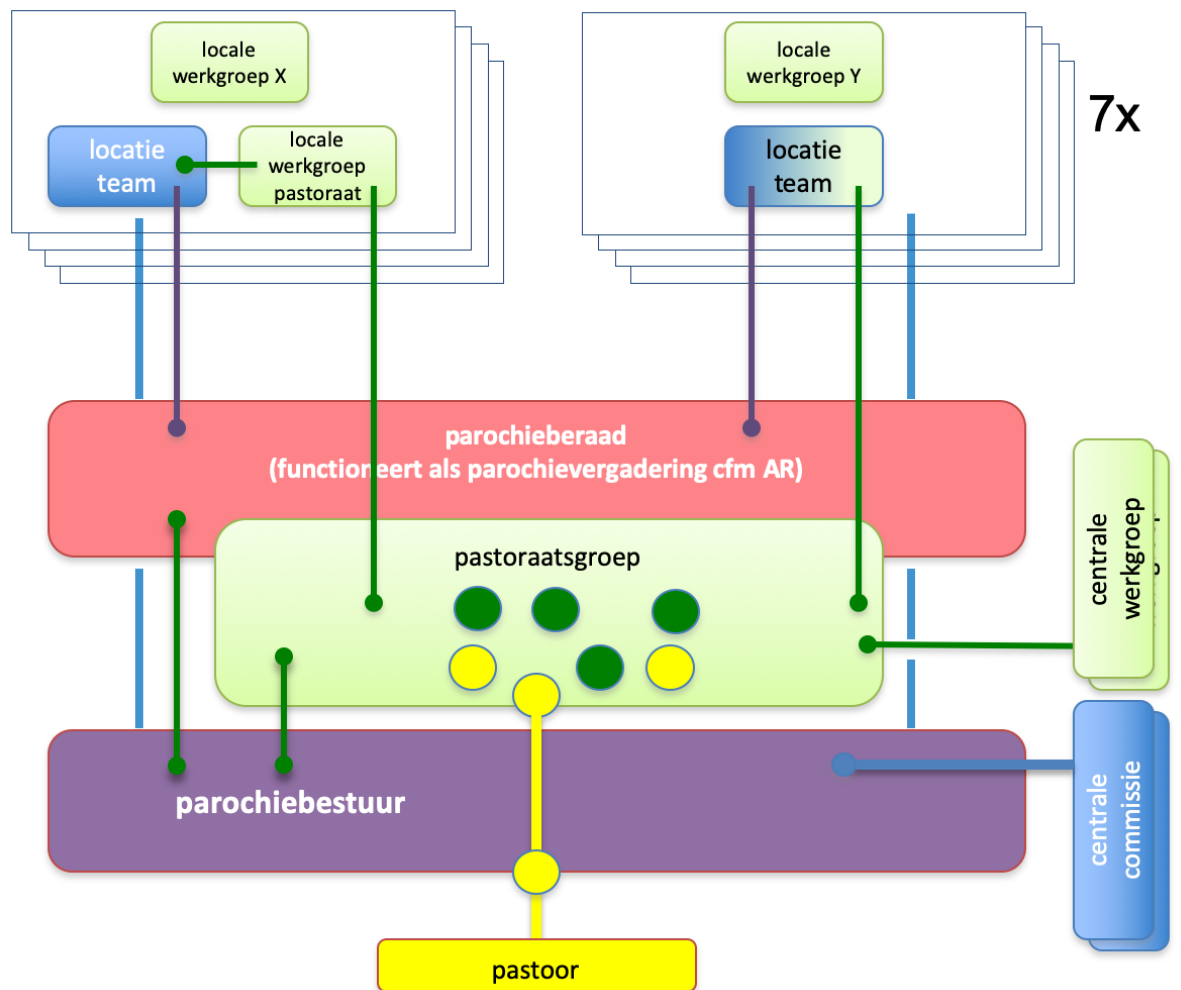 locale
werkgroep X
locatie
team
locale
werkgroep
pastoraat
locale
werkgroep Y
locatie
team
7x
parochieberaad
(functioneert als parochievergadering cfm AR)
pastoraatsgroep
centrale
werkgroep
centrale
commissie
parochiebestuur
pastoor